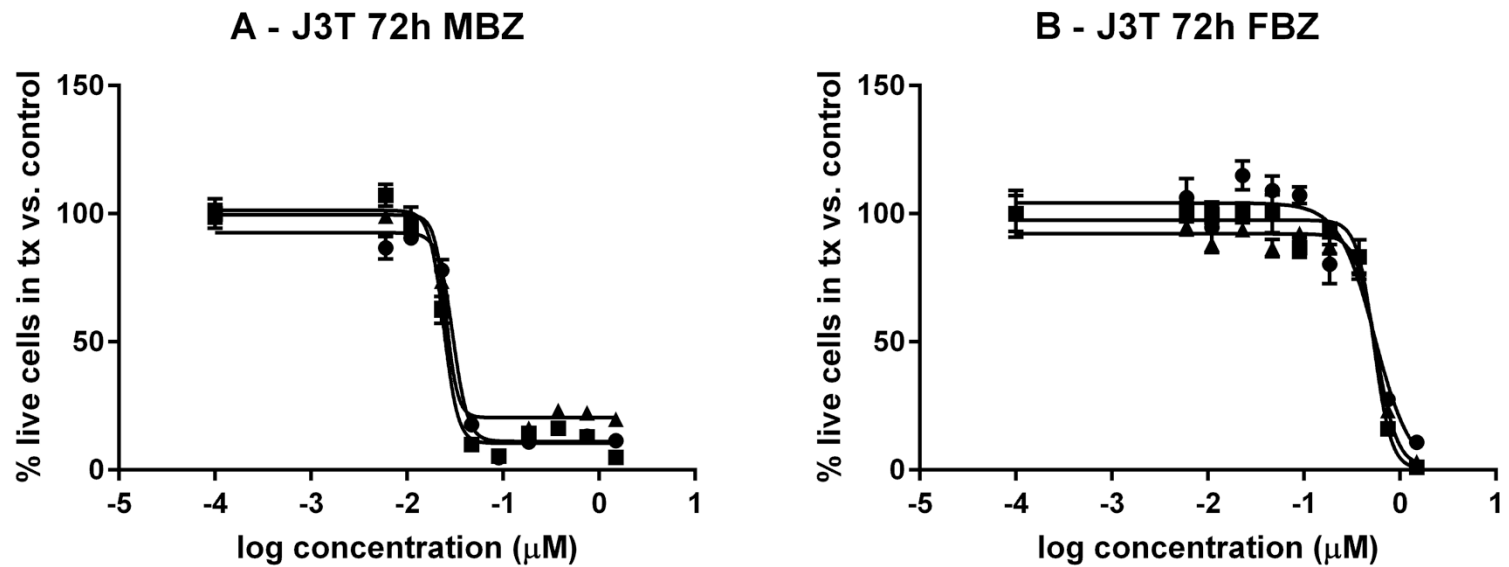 A - J3T 72h MBZ
% live cells in tx vs. control
150
100
50
0
-5 -4 -3 -2 -1 0 1
log concentration (μM)
B - J3T 72h FBZ
% live cells in tx vs. control
150
100
50
0
-5 -4 -3 -2 -1 0 1
log concentration (μM)